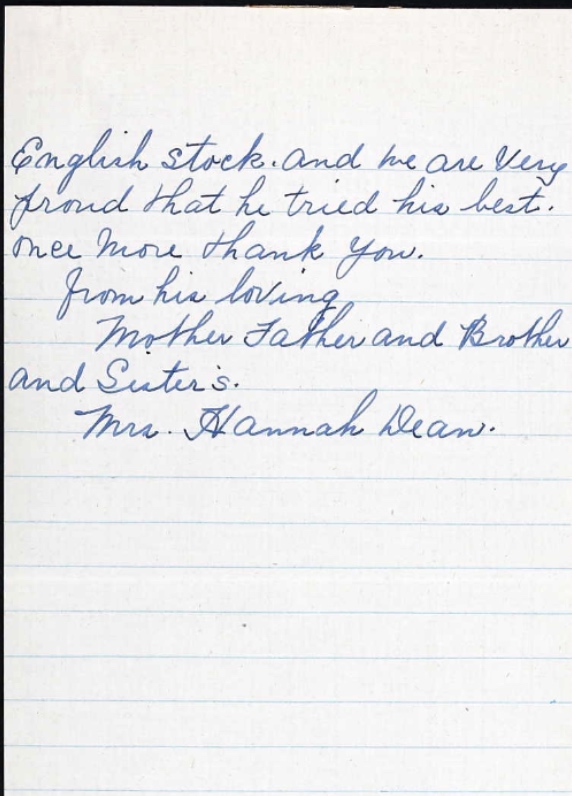 English stock. and we are Very
proud that he tried his best.
once More thank You.
from his loving
Mother Father and Brother
and Sister's.
Mrs. Hannah Dean.